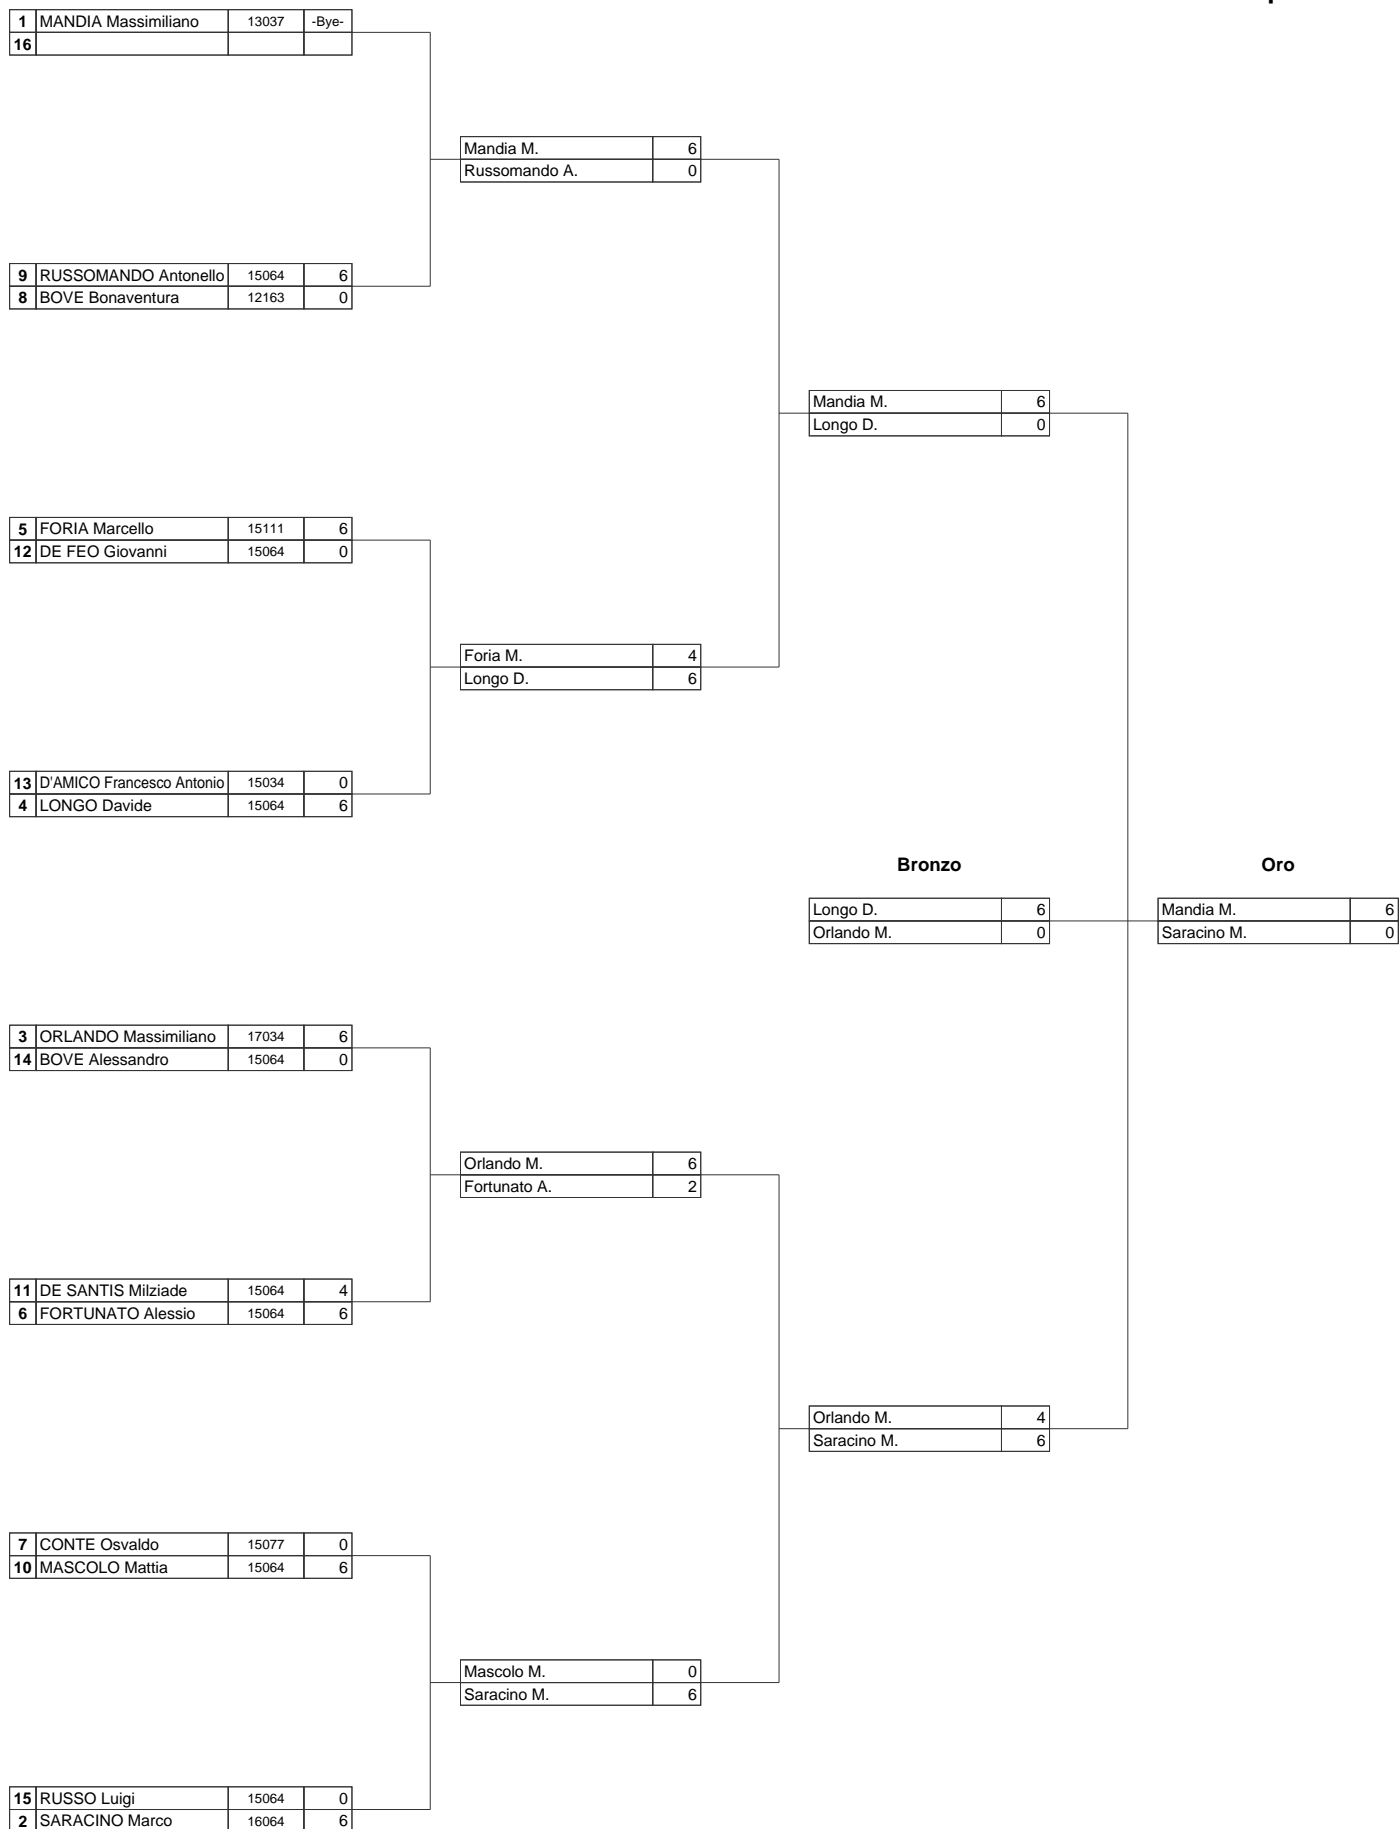 1 MANDIA Massimiliano 13037 -Bye-
16
Mandia M. 6
Russomando A. 0
9 RUSSOMANDO Antonello 15064 6
8 BOVE Bonaventura 12163 0
Mandia M. 6
Longo D. 0
5 FORIA Marcello 15111 6
12 DE FEO Giovanni 15064 0
Foria M. 4
Longo D. 6
13 D'AMICO Francesco Antonio 15034 0
4 LONGO Davide 15064 6
Bronzo Oro
Longo D. 6 Mandia M. 6
Orlando M. 0 Saracino M. 0
3 ORLANDO Massimiliano 17034 6
14 BOVE Alessandro 15064 0
Orlando M. 6
Fortunato A. 2
11 DE SANTIS Milziade 15064 4
6 FORTUNATO Alessio 15064 6
Orlando M. 4
Saracino M. 6
7 CONTE Osvaldo 15077 0
10 MASCOLO Mattia 15064 6
Mascolo M. 0
Saracino M. 6
15 RUSSO Luigi 15064 0
2 SARACINO Marco 16064 6